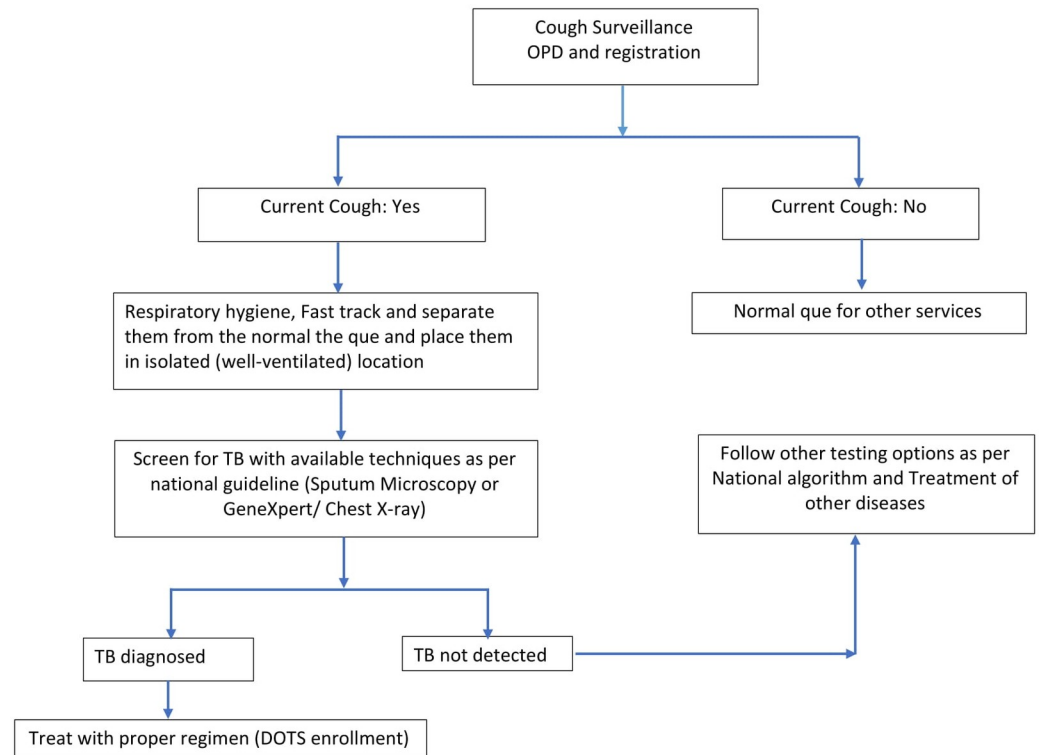 Cough Surveillance
OPD and registration
Current Cough: Yes
Current Cough: No
Respiratory hygiene, Fast track and separate
them from the normal the que and place them
in isolated (well-ventilated) location
Normal que for other services
Screen for TB with available techniques as per
national guideline (Sputum Microscopy or
GeneXpert/ Chest X-ray)
Follow other testing options as per
National algorithm and Treatment of
other diseases
TB diagnosed
TB not detected
Treat with proper regimen (DOTS enrollment)